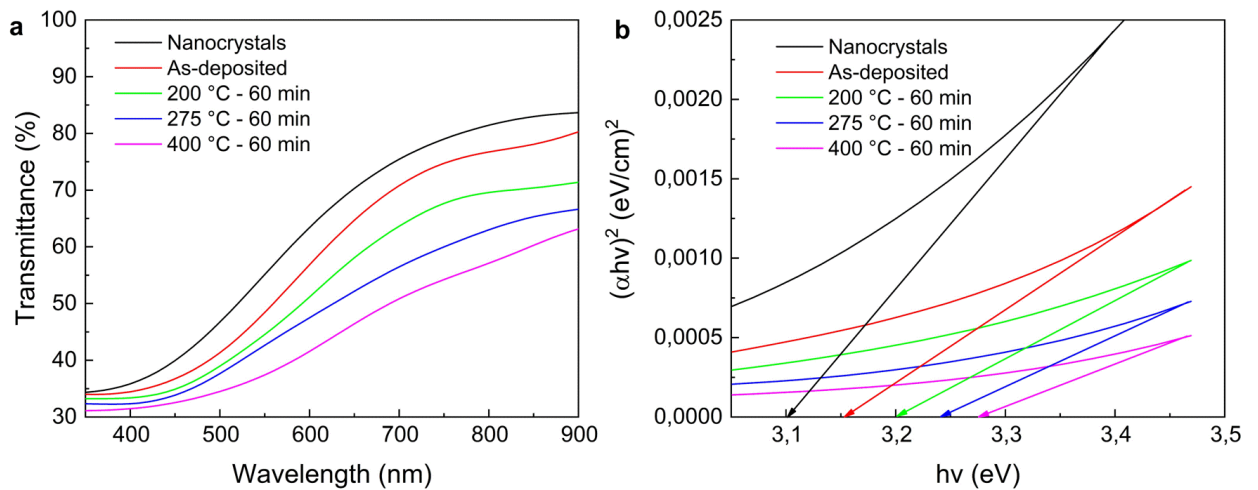 a
100
90
80
70
60
50
40
30
Transmittance (%)
Nanocrystals
As-deposited
200 °C - 60 min
275 °C - 60 min
400 °C - 60 min
400
500
600
700
800
900
Wavelength (nm)
b
0,0025
0,0020
0,0015
0,0010
0,0005
0,0000
(αhν)² (eV/cm)²
Nanocrystals
As-deposited
200 °C - 60 min
275 °C - 60 min
400 °C - 60 min
3,1
3,2
3,3
3,4
3,5
hν (eV)